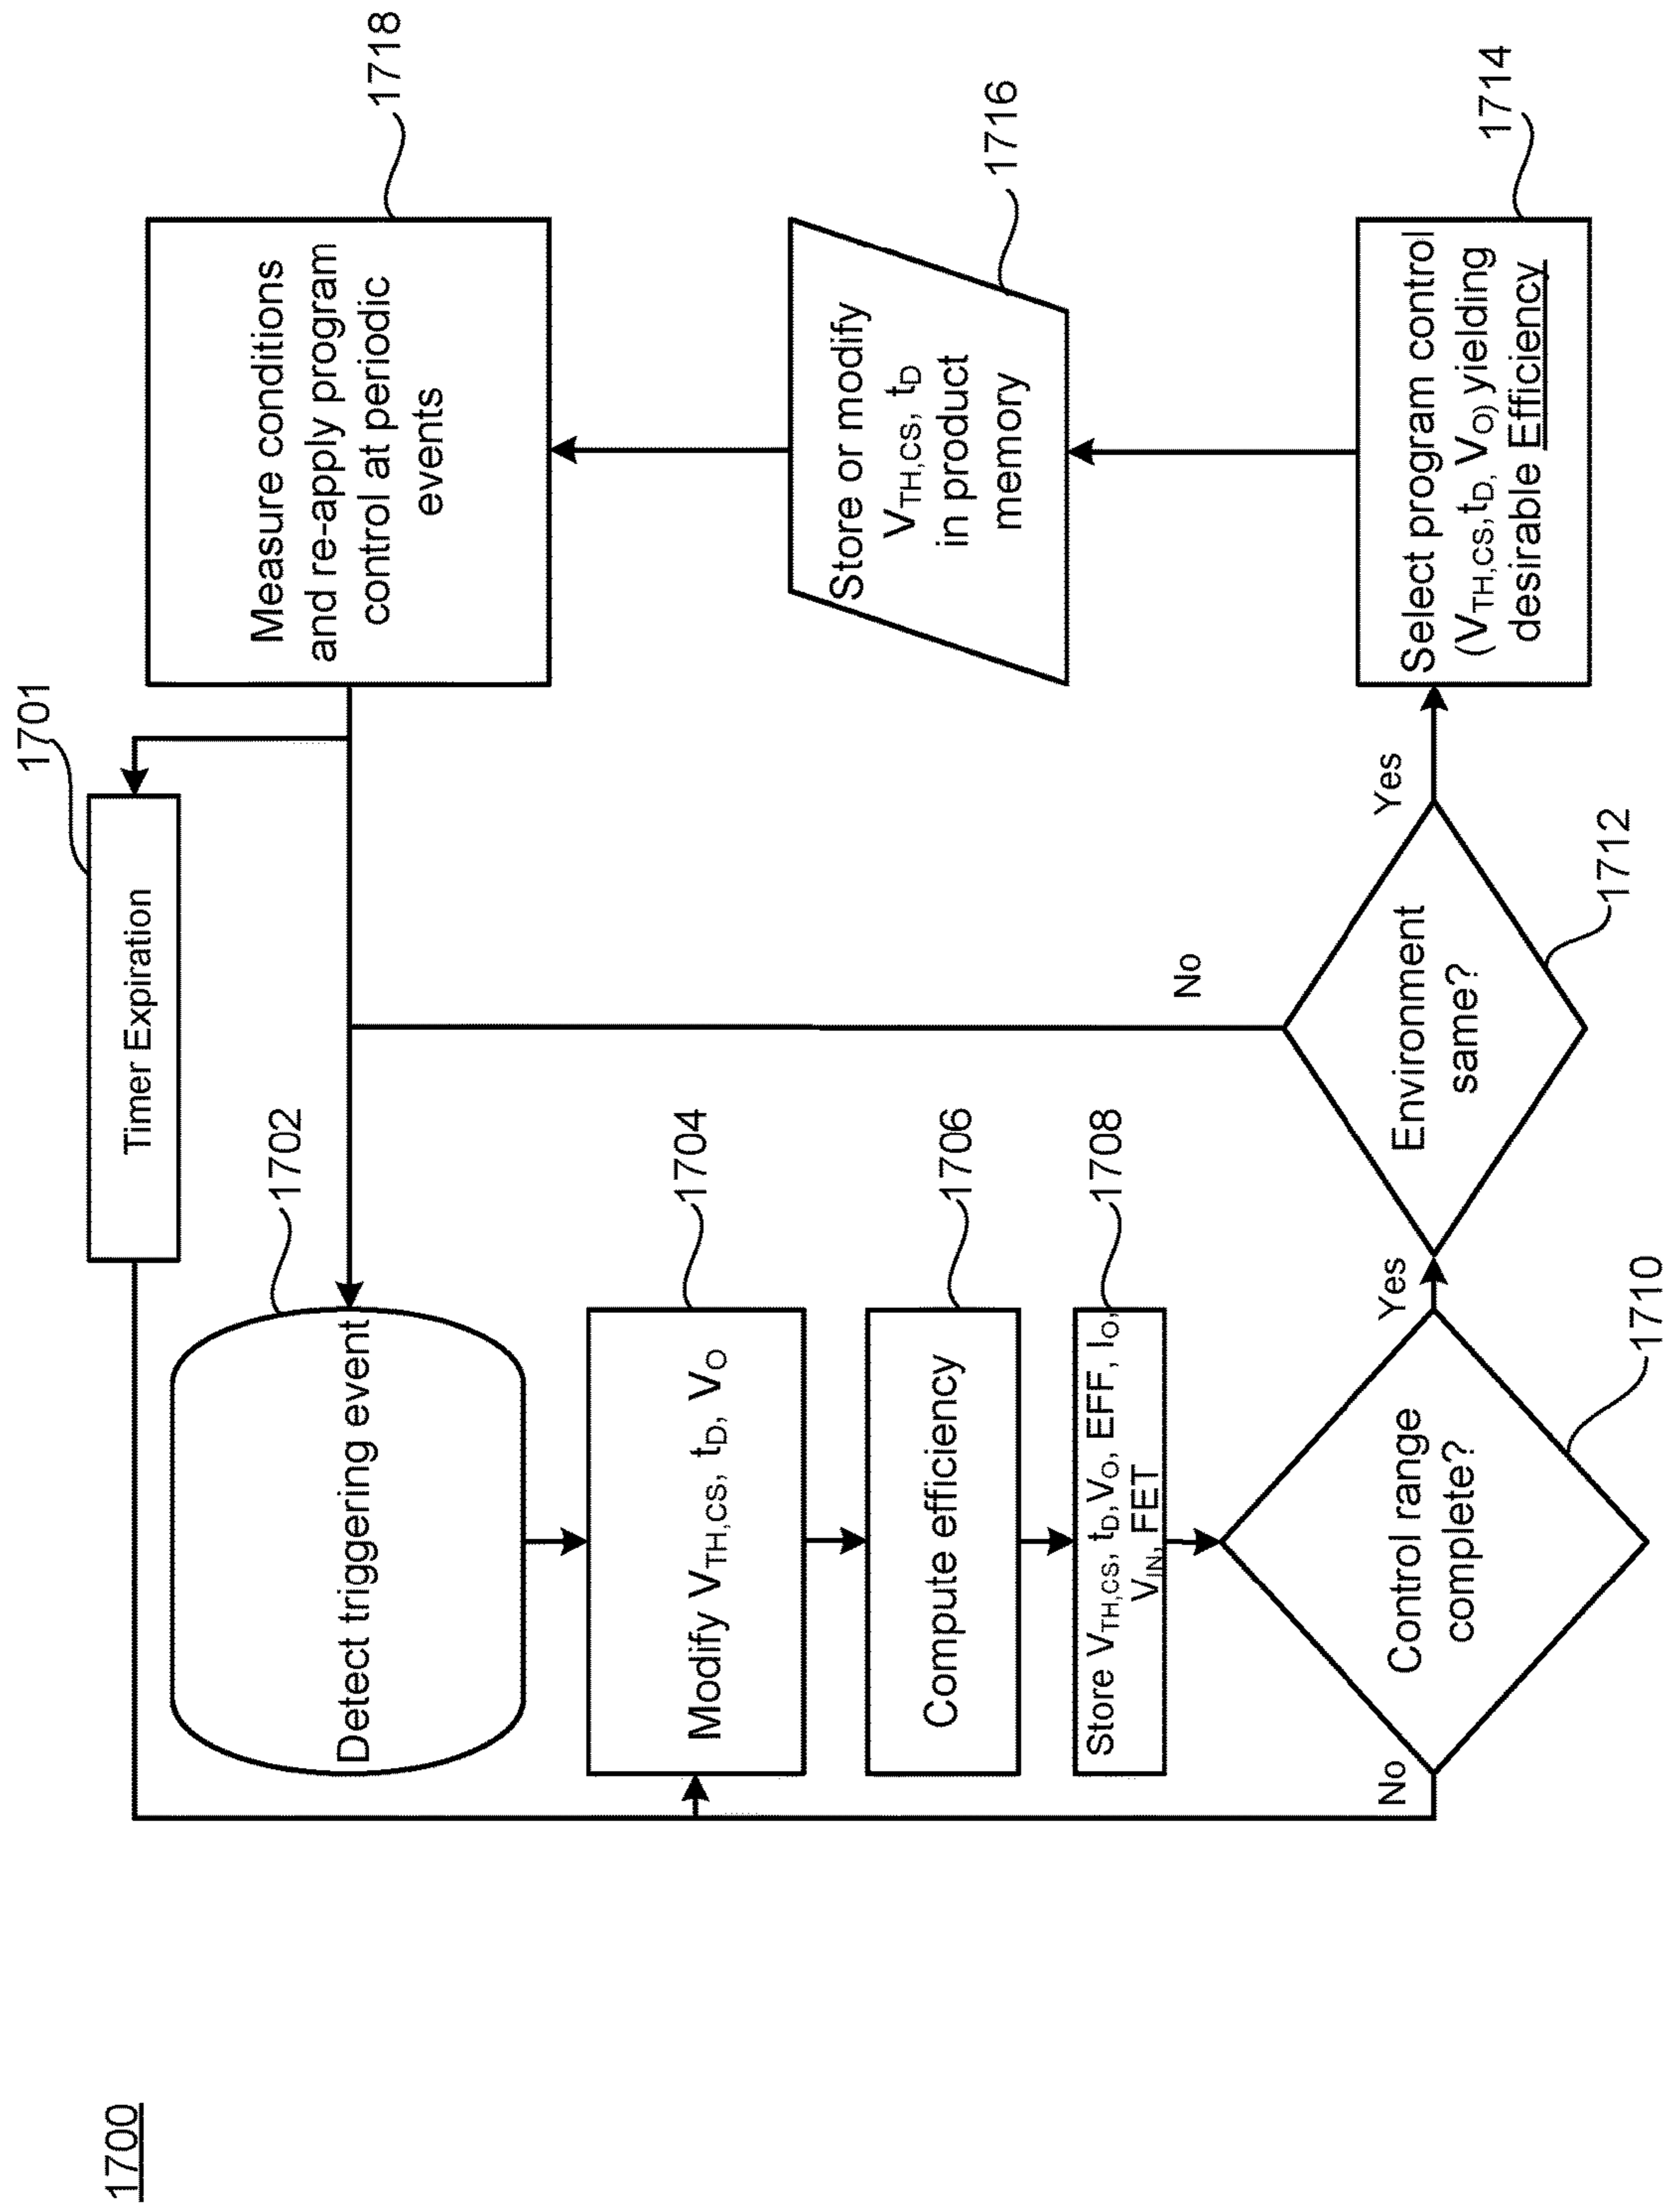 1700
1701
Timer Expiration
1702
Detect triggering event
1704
Modify V_TH,CS, t_D, V_O
1706
Compute efficiency
1708
Store V_TH,CS, t_D,V_O, EFF, I_O,
V_IN, FET
Control range
complete?
1710
No
Yes
Environment
same?
1712
No
Yes
Select program control
(V_TH,CS,t_D, V_O) yielding
desirable Efficiency
1714
Store or modify
V_TH,CS, t_D
in product
memory
1716
Measure conditions
and re-apply program
control at periodic
events
1718